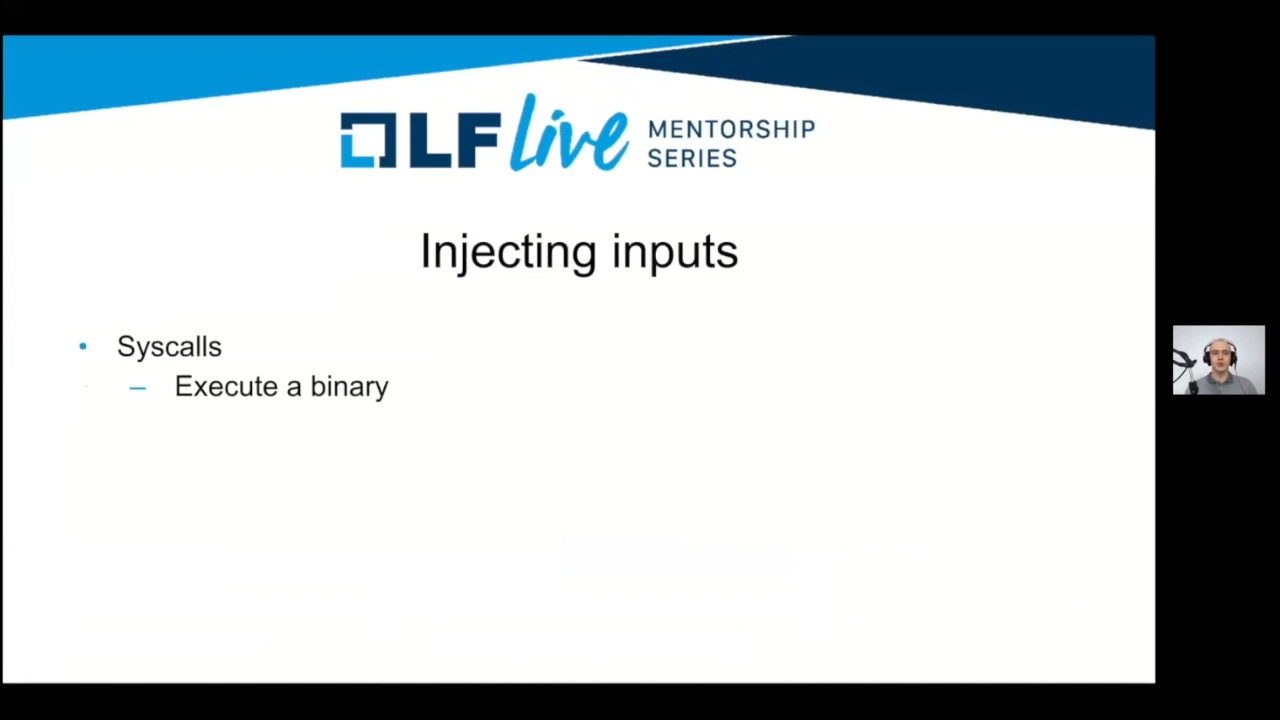 LF Live MENTORSHIP
SERIES
Injecting inputs
• Syscalls
– Execute a binary